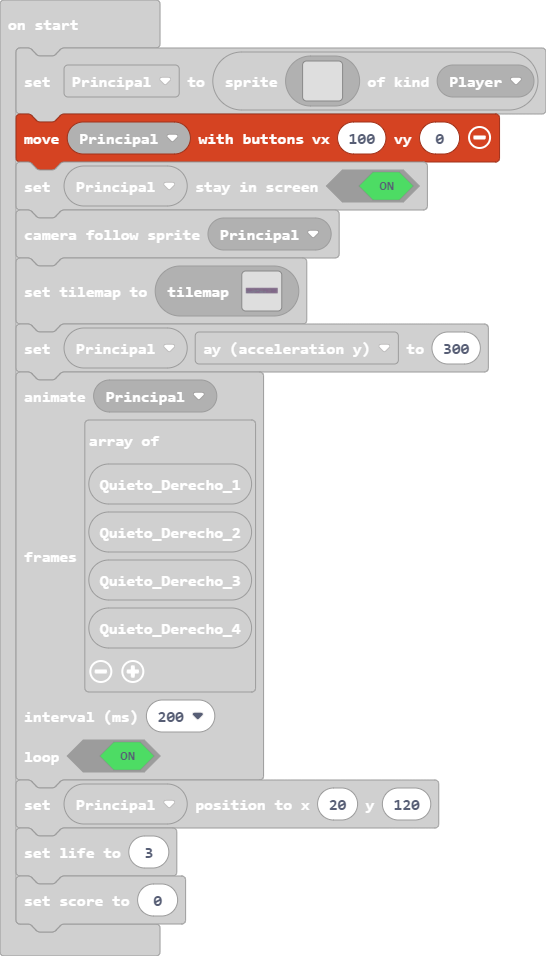 on start
set Principal to sprite of kind Player
move Principal with buttons vx 100 vy 0
set Principal stay in screen ON
camera follow sprite Principal
set tilemap to tilemap
set Principal ay (acceleration y) to 300
animate Principal
array of
Quieto_Derecho_1
Quieto_Derecho_2
frames
Quieto_Derecho_3
Quieto_Derecho_4
interval (ms) 200
loop ON
set Principal position to x 20 y 120
set life to 3
set score to 0